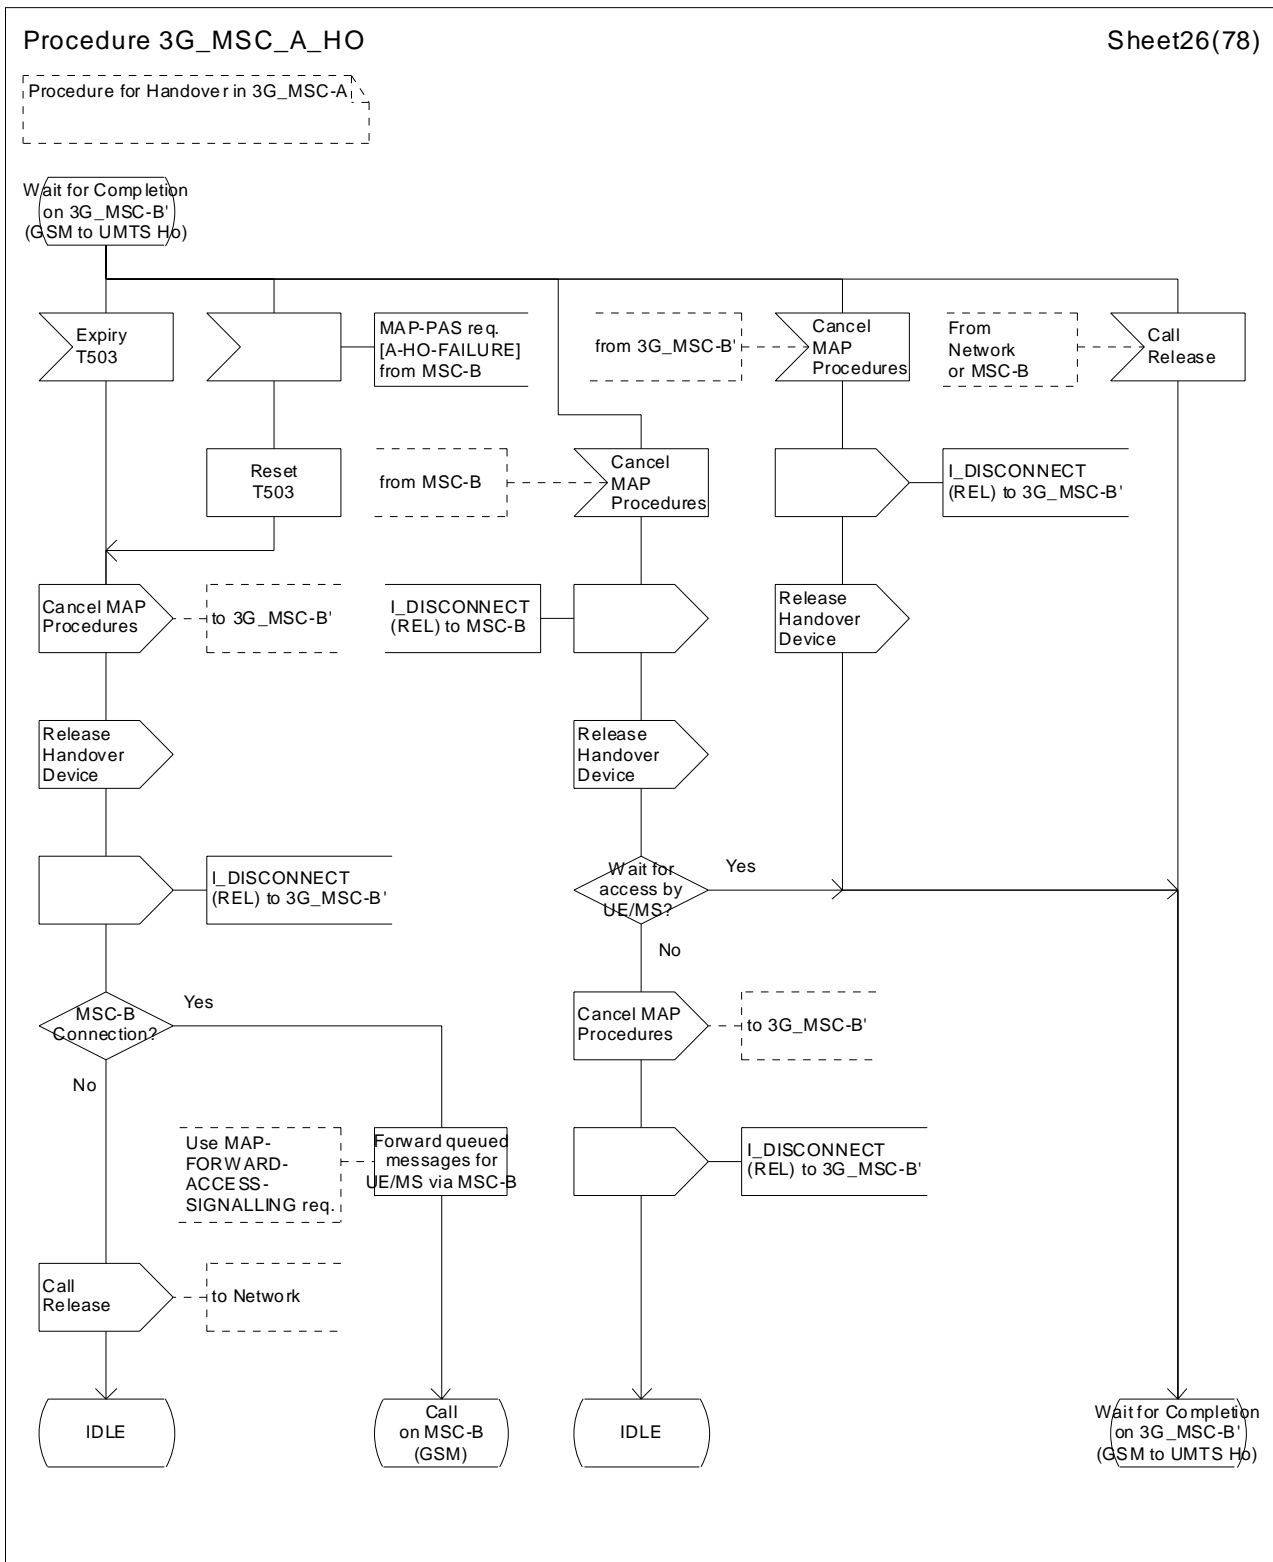 Procedure 3G_MSC_A_HO
Sheet26(78)
Procedure for Handover in 3G_MSC-A
Wait for Completion
on 3G_MSC-B'
(GSM to UMTS Ho)
Expiry
T503
MAP-PAS req.
[A-HO-FAILURE]
from MSC-B
from 3G_MSC-B'
Cancel
MAP
Procedures
From
Network
or MSC-B
Call
Release
Reset
T503
from MSC-B
Cancel
MAP
Procedures
I_DISCONNECT
(REL) to 3G_MSC-B'
Cancel MAP
Procedures
to 3G_MSC-B'
I_DISCONNECT
(REL) to MSC-B
Release
Handover
Device
Release
Handover
Device
Release
Handover
Device
I_DISCONNECT
(REL) to 3G_MSC-B'
Wait for
access by
UE/MS?
Yes
No
MSC-B
Connection?
Yes
No
Cancel MAP
Procedures
to 3G_MSC-B'
Use MAP-
FORWARD-
ACCESS-
SIGNALLING req.
Forward queued
messages for
UE/MS via MSC-B
I_DISCONNECT
(REL) to 3G_MSC-B'
Call
Release
to Network
IDLE
Call
on MSC-B
(GSM)
IDLE
Wait for Completion
on 3G_MSC-B'
(GSM to UMTS Ho)